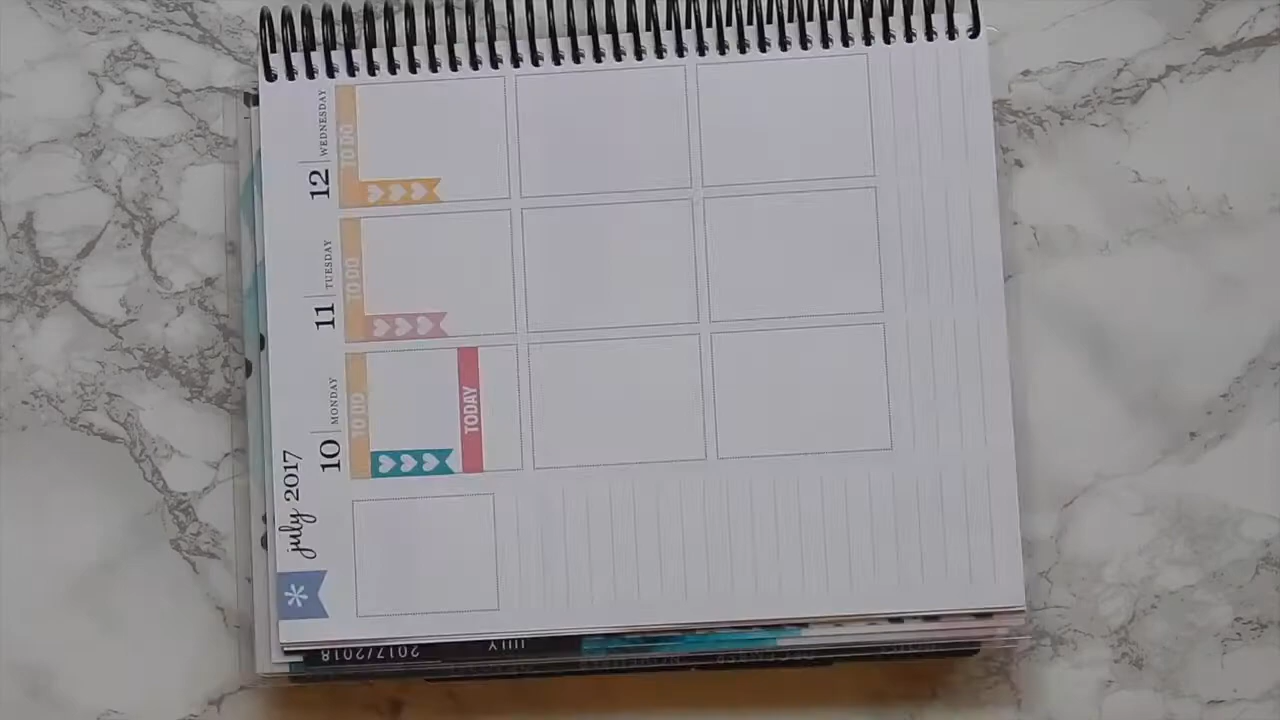 july 2017
10 MONDAY
TO DO
TODAY
11 TUESDAY
TO DO
12 WEDNESDAY
TO DO
2017/2018
JULY